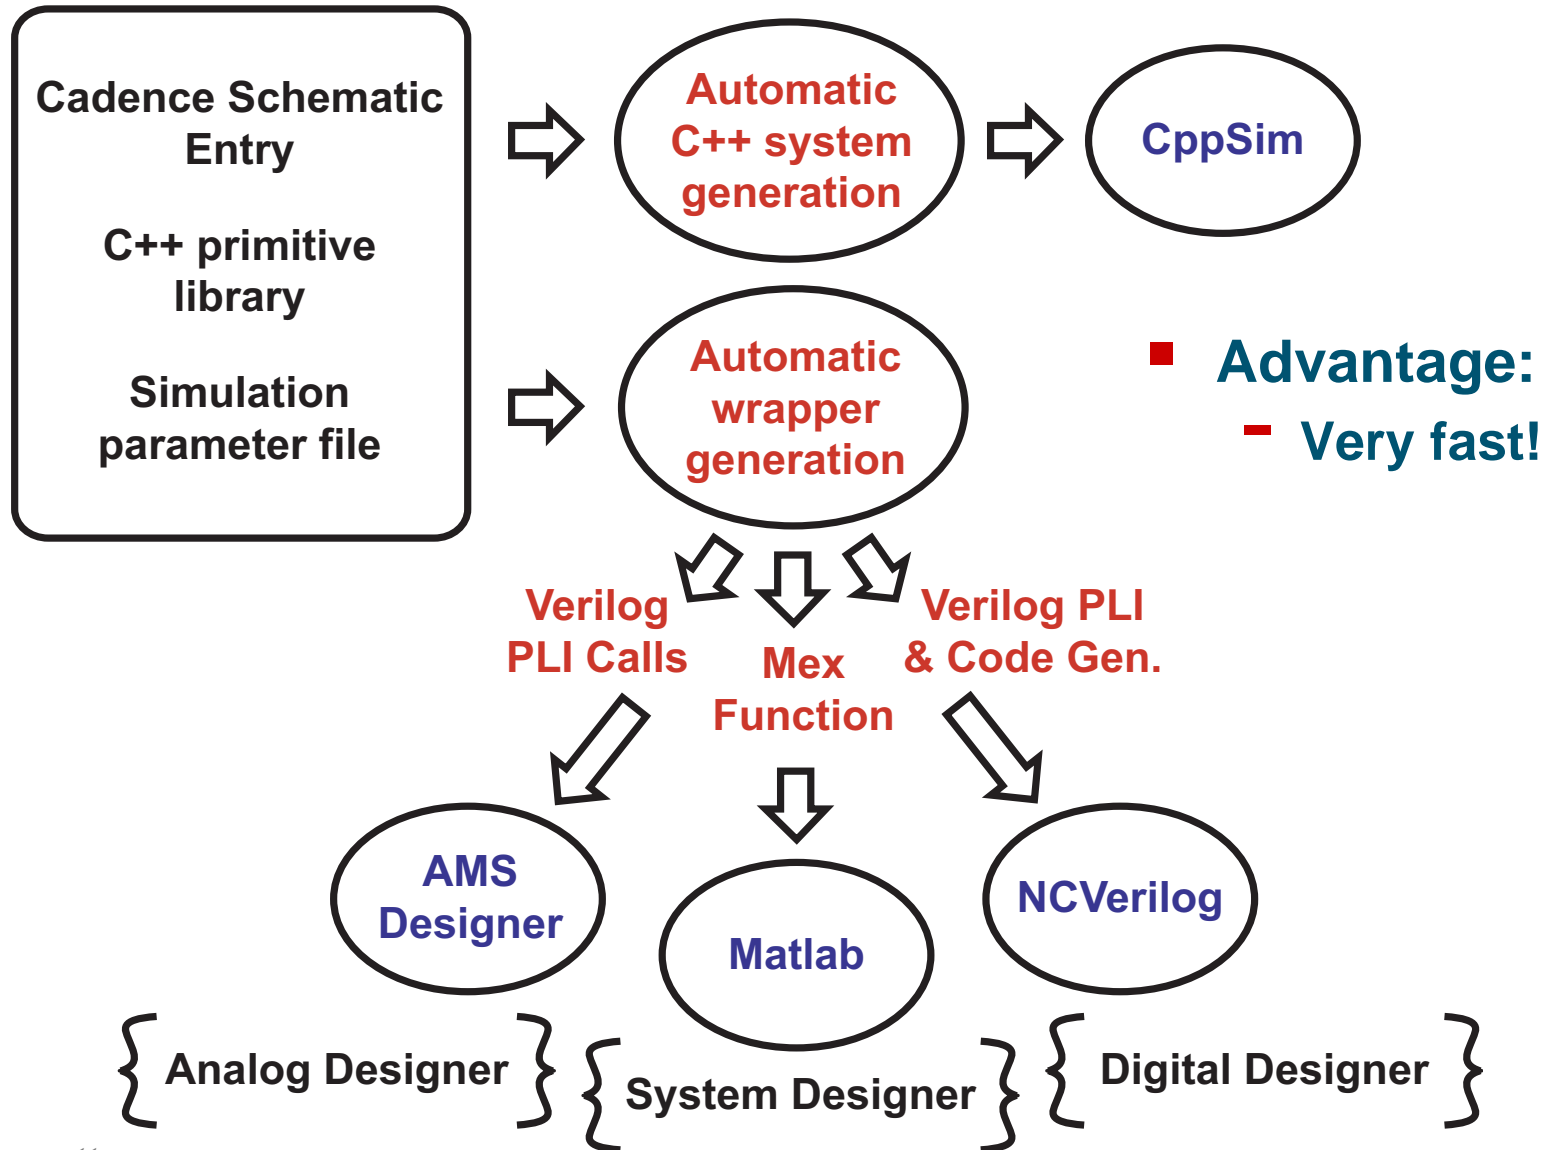 Cadence Schematic
Entry
C++ primitive
library
Simulation
parameter file
Automatic
C++ system
generation
CppSim
Automatic
wrapper
generation
Advantage:
Very fast!
Verilog
PLI Calls
Mex
Function
Verilog PLI
& Code Gen.
AMS
Designer
Matlab
NCVerilog
Analog Designer
System Designer
Digital Designer